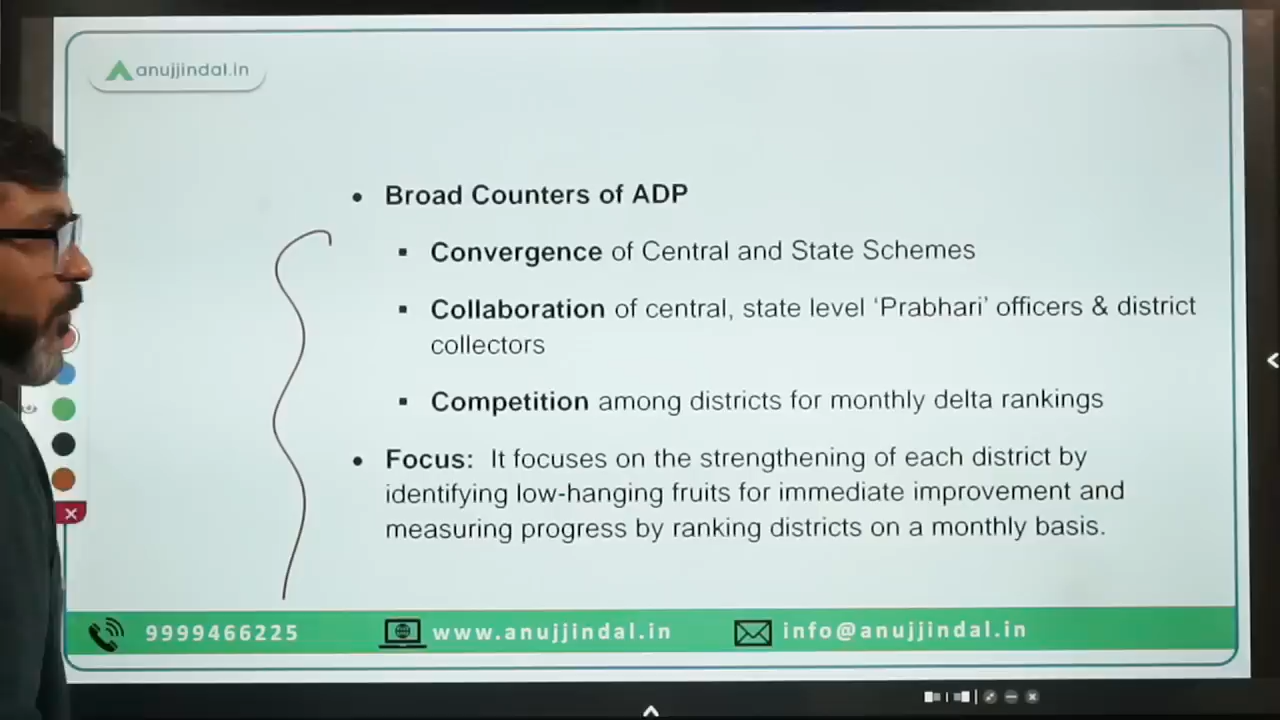 anujjindal.in
• Broad Counters of ADP
▪ Convergence of Central and State Schemes
▪ Collaboration of central, state level ‘Prabhari’ officers & district
collectors
▪ Competition among districts for monthly delta rankings
• Focus: It focuses on the strengthening of each district by
identifying low-hanging fruits for immediate improvement and
measuring progress by ranking districts on a monthly basis.
9999466225 www.anujjindal.in info@anujjindal.in